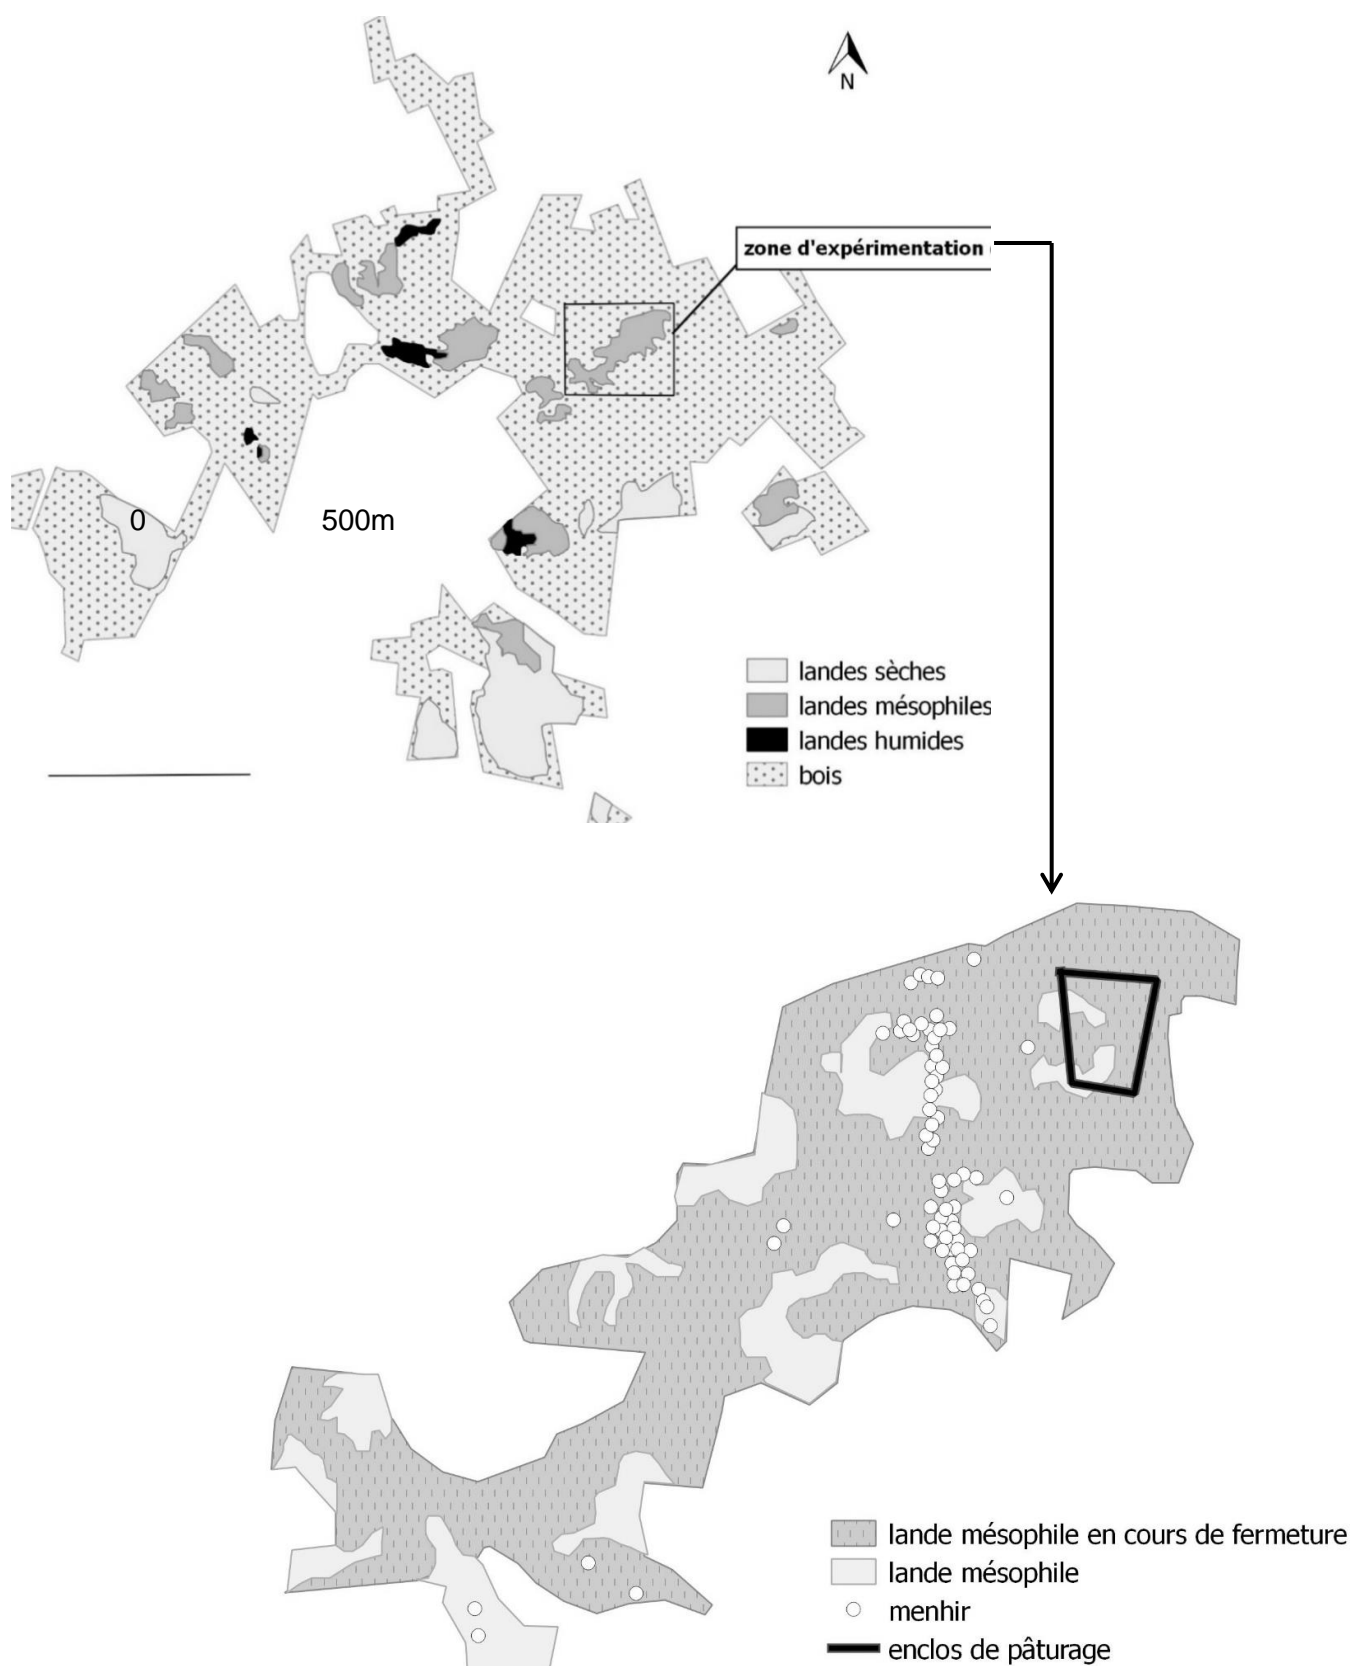 N
zone d'expérimentation
0 500m
landes sèches
landes mésophiles
landes humides
bois
lande mésophile en cours de fermeture
lande mésophile
menhir
enclos de pâturage